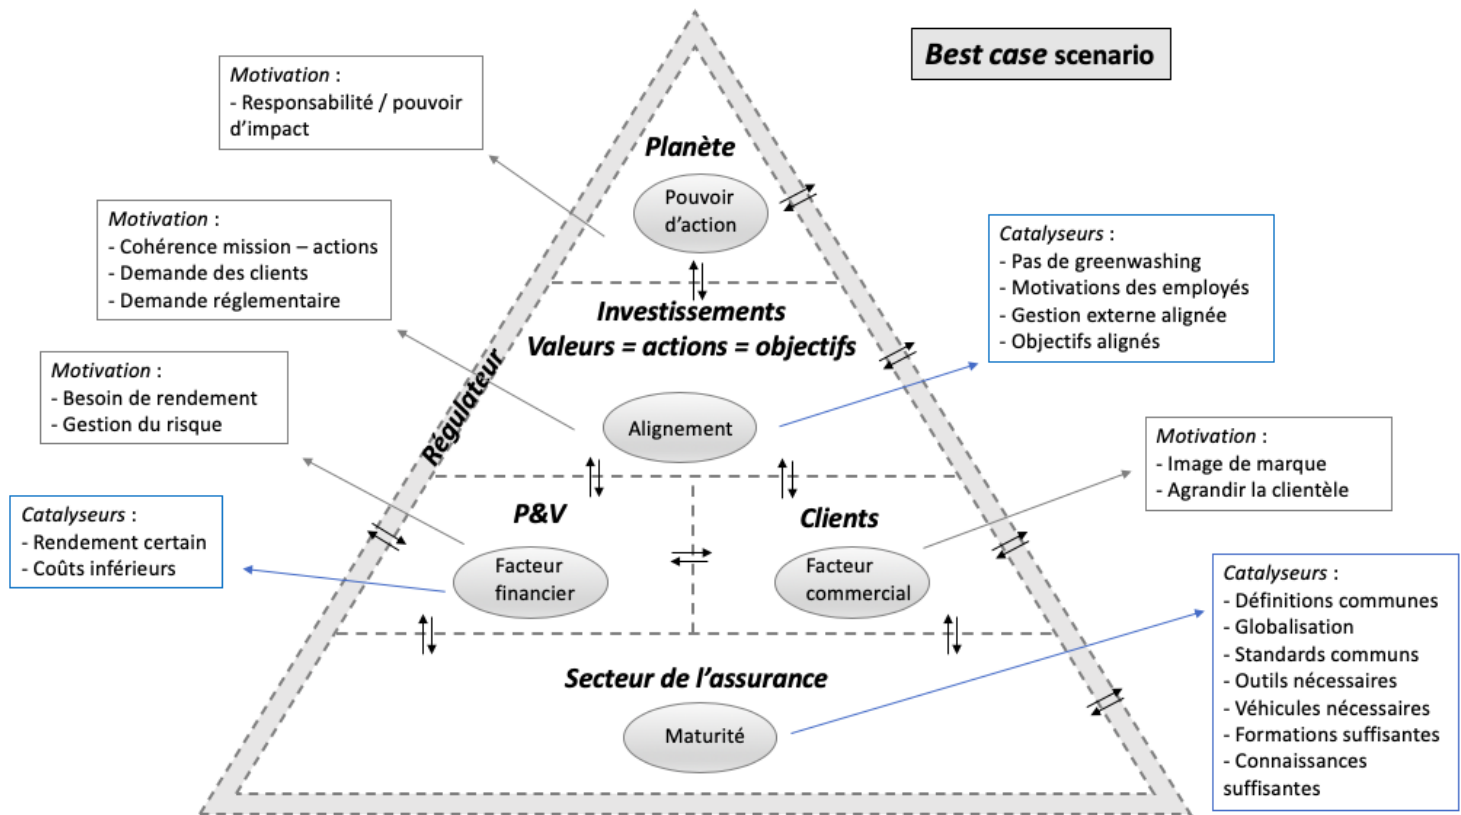 Best case scenario
Motivation :
- Responsabilité / pouvoir
d'impact
Planète
Pouvoir
d'action
Motivation :
- Cohérence mission – actions
- Demande des clients
- Demande réglementaire
Catalyseurs :
- Pas de greenwashing
- Motivations des employés
- Gestion externe alignée
- Objectifs alignés
Investissements
Valeurs = actions = objectifs
Alignement
Régulateur
Motivation :
- Besoin de rendement
- Gestion du risque
Motivation :
- Image de marque
- Agrandir la clientèle
Catalyseurs :
- Rendement certain
- Coûts inférieurs
P&V
Facteur
financier
Clients
Facteur
commercial
Catalyseurs :
- Définitions communes
- Globalisation
- Standards communs
- Outils nécessaires
- Véhicules nécessaires
- Formations suffisantes
- Connaissances
suffisantes
Secteur de l'assurance
Maturité